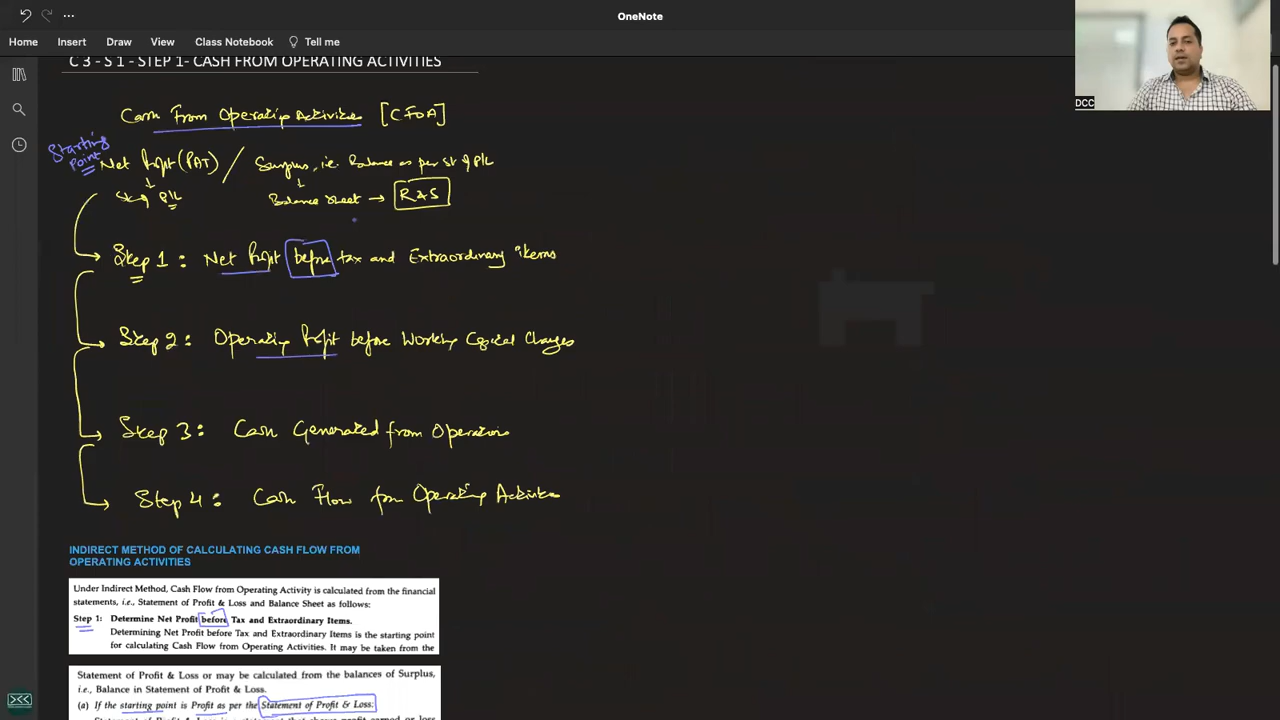 OneNote
Home Insert Draw View Class Notebook Tell me
C 3 - S 1 - STEP 1- CASH FROM OPERATING ACTIVITIES
DCC
Cash From Operating Activities [CFOA]
Starting
Point
Net Profit (PAT) / Surplus, i.e. Balance as per St of P/L
St of P/L Balance Sheet → R&S
Step 1 : Net Profit before tax and Extraordinary items
Step 2 : Operating Profit before Working Capital Changes
Step 3 : Cash Generated from Operations
Step 4 : Cash Flow from Operating Activities
INDIRECT METHOD OF CALCULATING CASH FLOW FROM
OPERATING ACTIVITIES
Under Indirect Method, Cash Flow from Operating Activity is calculated from the financial
statements, i.e., Statement of Profit & Loss and Balance Sheet as follows:
Step 1: Determine Net Profit before Tax and Extraordinary Items.
Determining Net Profit before Tax and Extraordinary Items is the starting point
for calculating Cash Flow from Operating Activities. It may be taken from the
Statement of Profit & Loss or may be calculated from the balances of Surplus,
i.e., Balance in Statement of Profit & Loss.
(a) If the starting point is Profit as per the Statement of Profit & Loss: